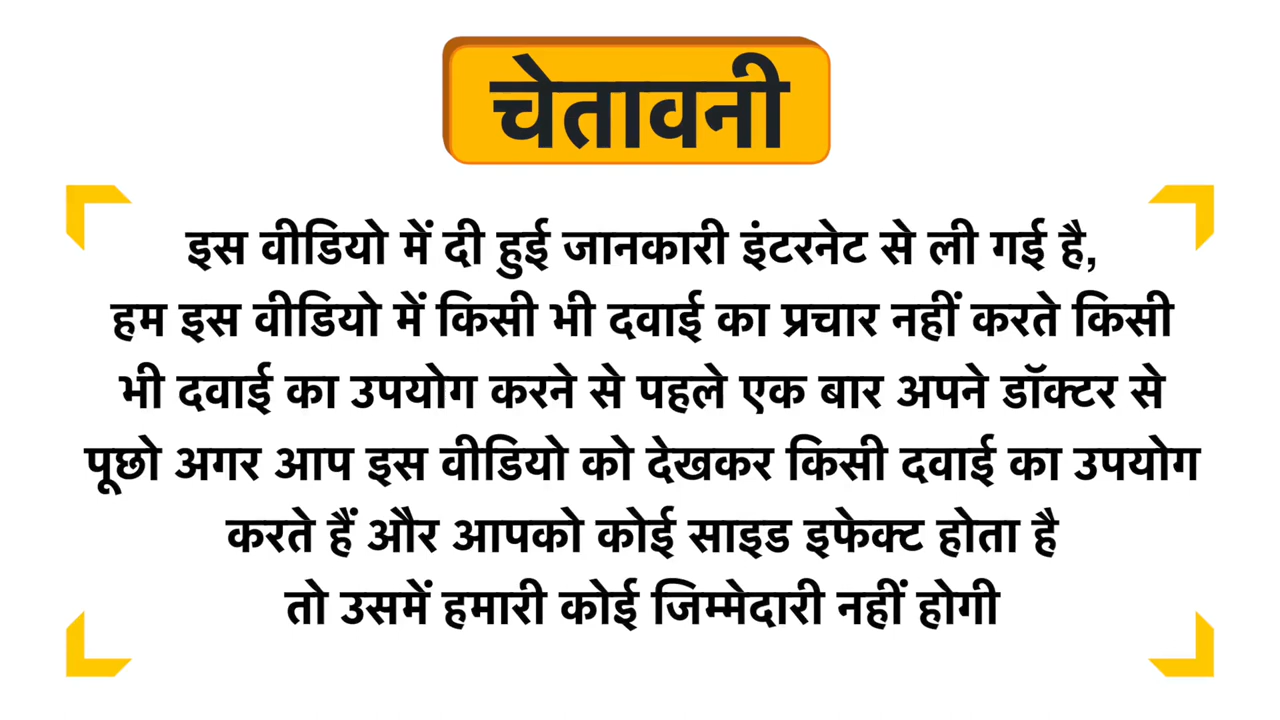 चेतावनी
इस वीडियो में दी हुई जानकारी इंटरनेट से ली गई है,
हम इस वीडियो में किसी भी दवाई का प्रचार नहीं करते किसी
भी दवाई का उपयोग करने से पहले एक बार अपने डॉक्टर से
पूछो अगर आप इस वीडियो को देखकर किसी दवाई का उपयोग
करते हैं और आपको कोई साइड इफेक्ट होता है
तो उसमें हमारी कोई जिम्मेदारी नहीं होगी